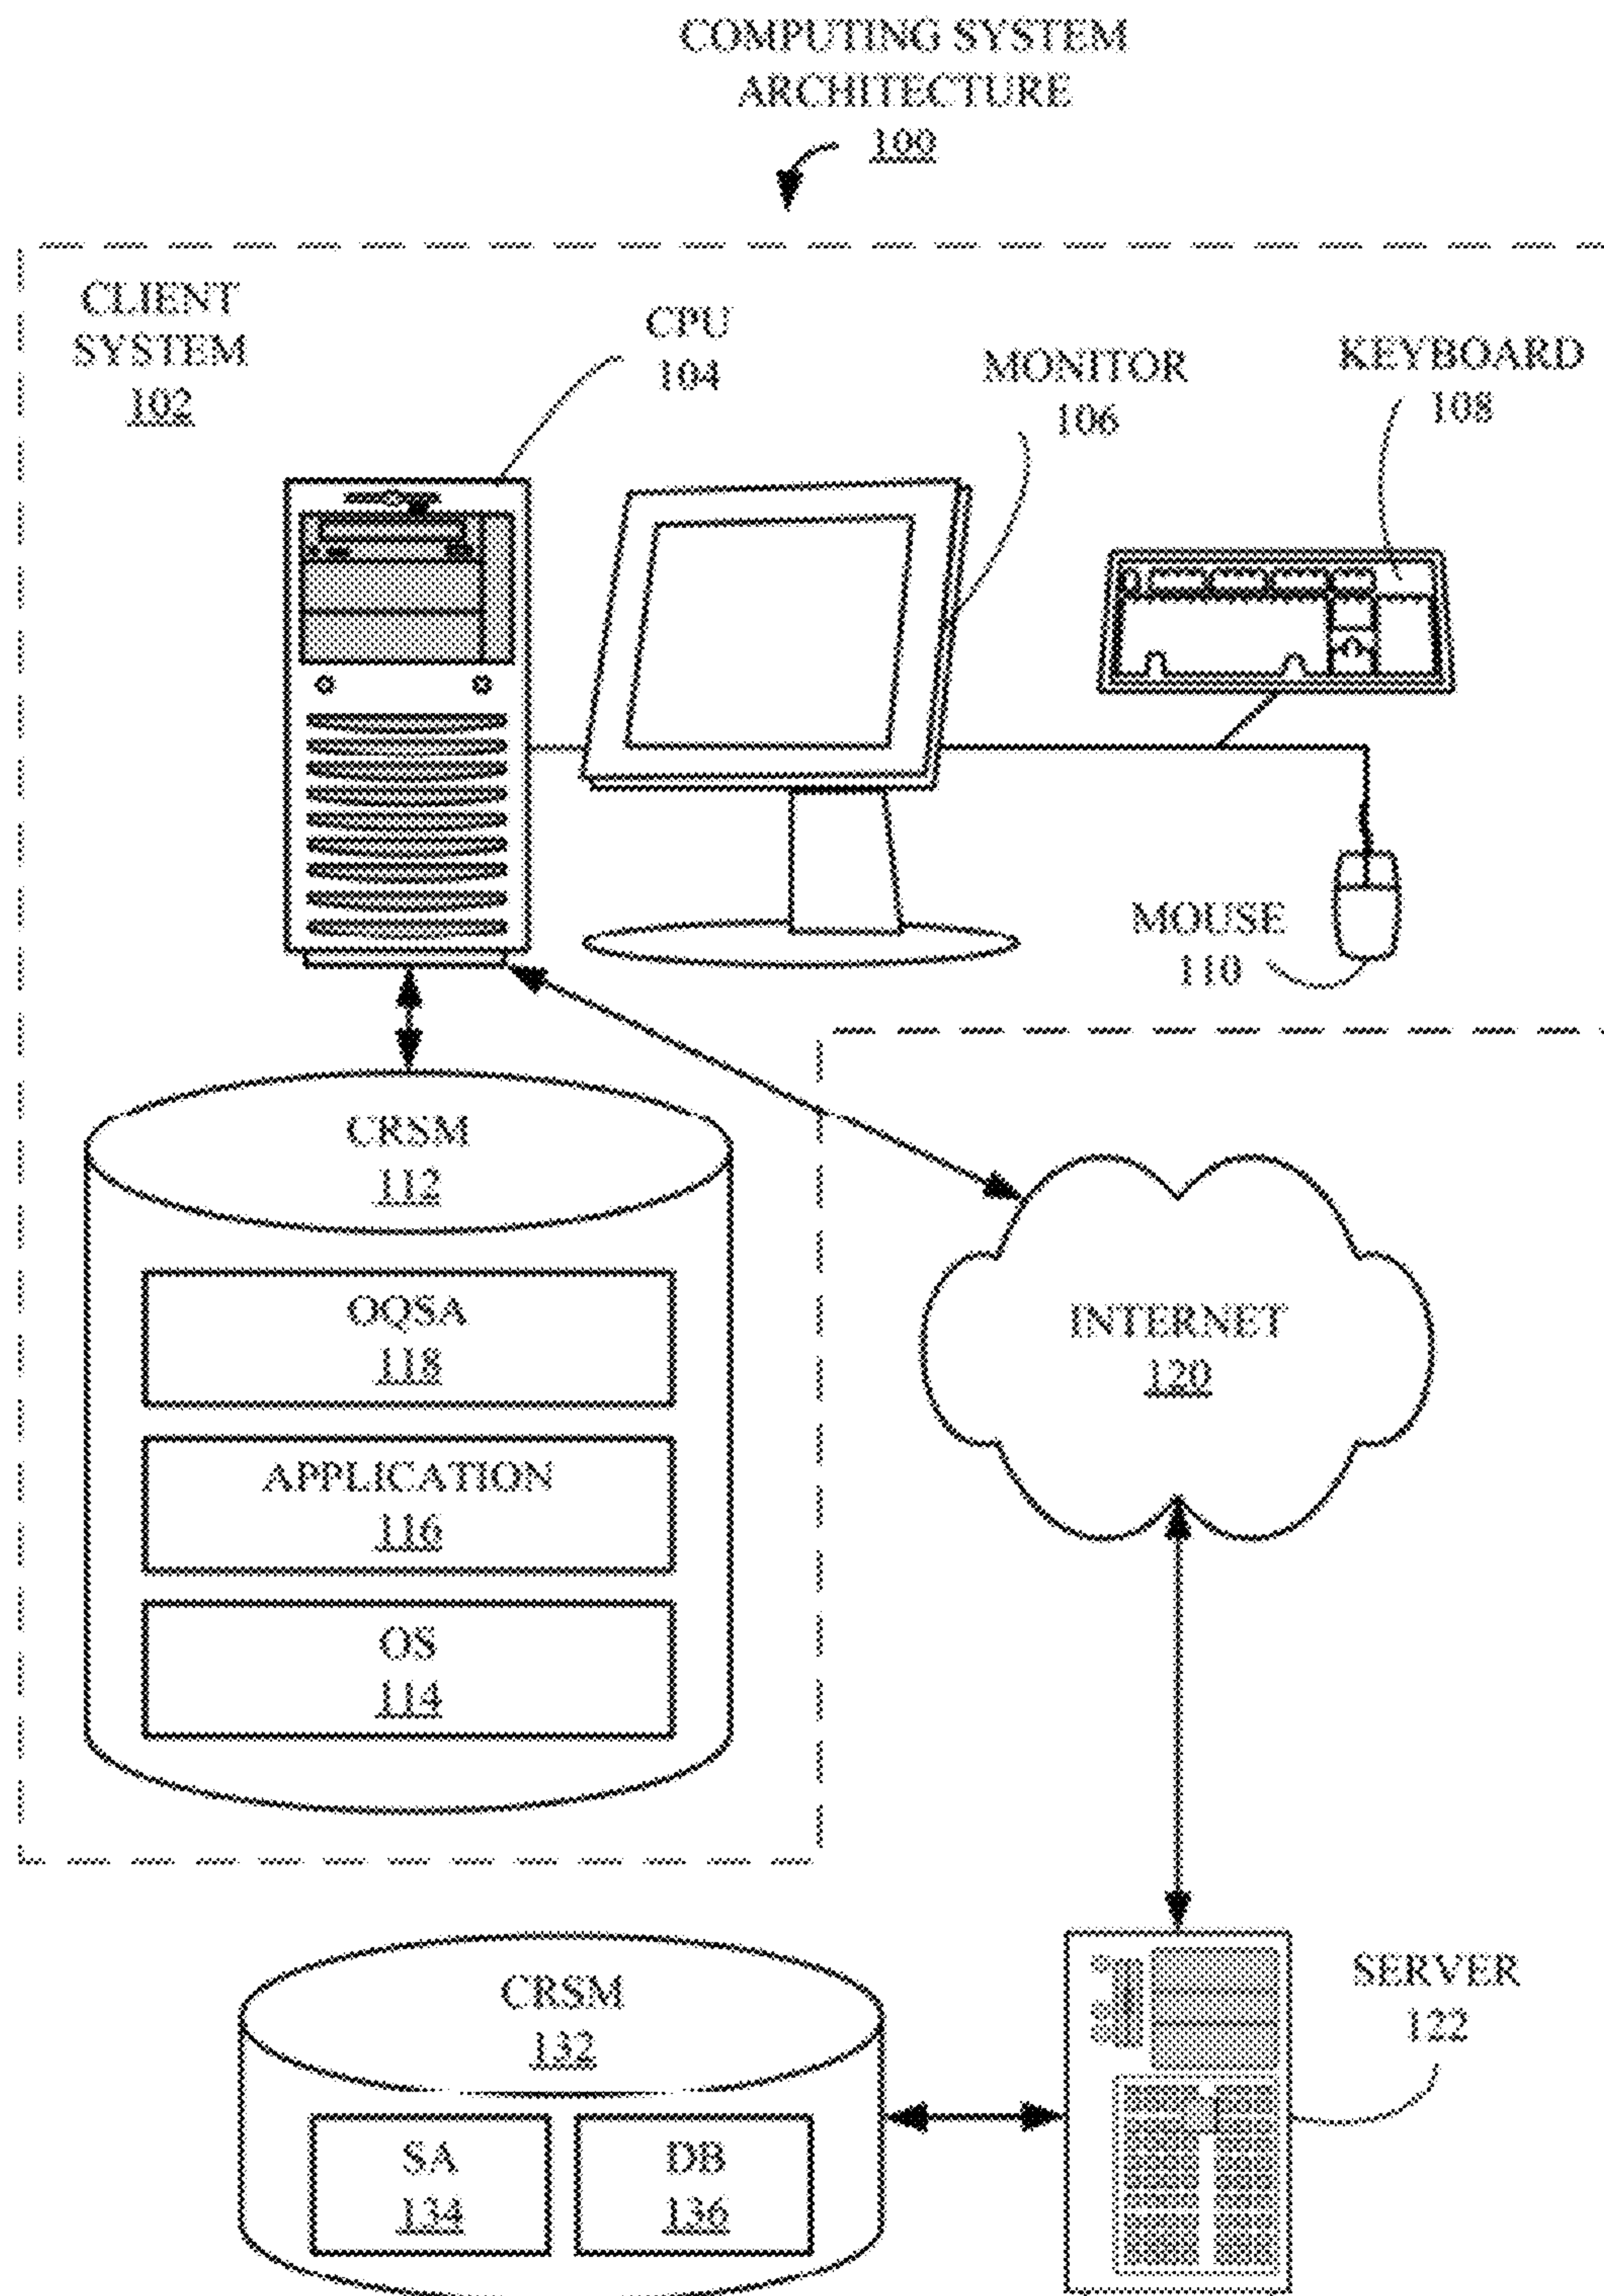 COMPUTING SYSTEM
ARCHITECTURE
100
CLIENT
SYSTEM
102
CPU
104
MONITOR
106
KEYBOARD
108
MOUSE
110
CRSM
112
OQSA
118
APPLICATION
116
OS
114
INTERNET
120
SERVER
122
CRSM
132
SA
134
DB
136